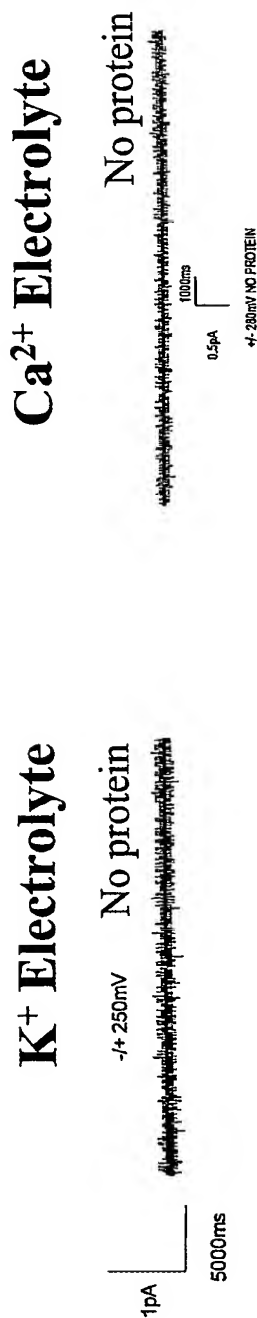 K⁺ Electrolyte
-/+ 250mV No protein
1pA
5000ms
Ca²⁺ Electrolyte
No protein
1000ms
0.5pA
+/- 280mV NO PROTEIN